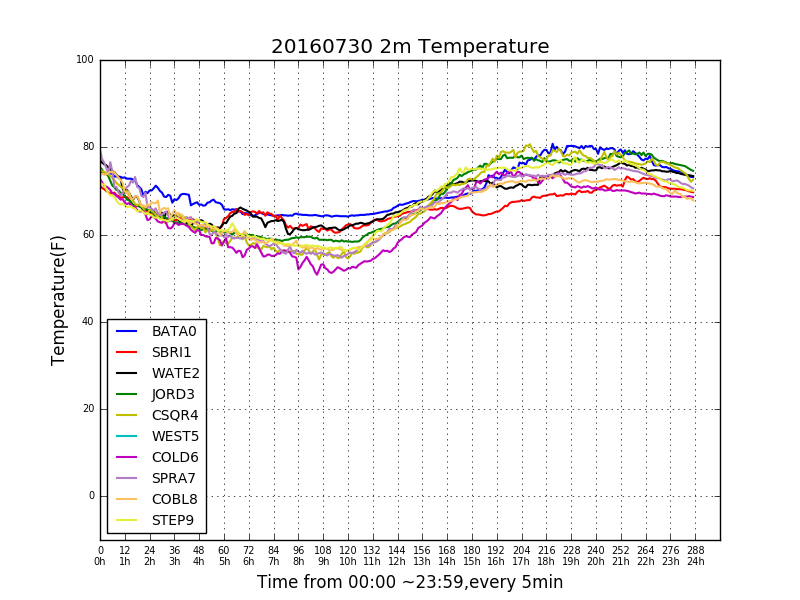 20160730 2m Temperature
100
80
60
40
20
0
Temperature(F)
BATA0
SBRI1
WATE2
JORD3
CSQR4
WEST5
COLD6
SPRA7
COBL8
STEP9
0 12 24 36 48 60 72 84 96 108 120 132 144 156 168 180 192 204 216 228 240 252 264 276 288
0h 1h 2h 3h 4h 5h 6h 7h 8h 9h 10h 11h 12h 13h 14h 15h 16h 17h 18h 19h 20h 21h 22h 23h 24h
Time from 00:00 ~23:59,every 5min